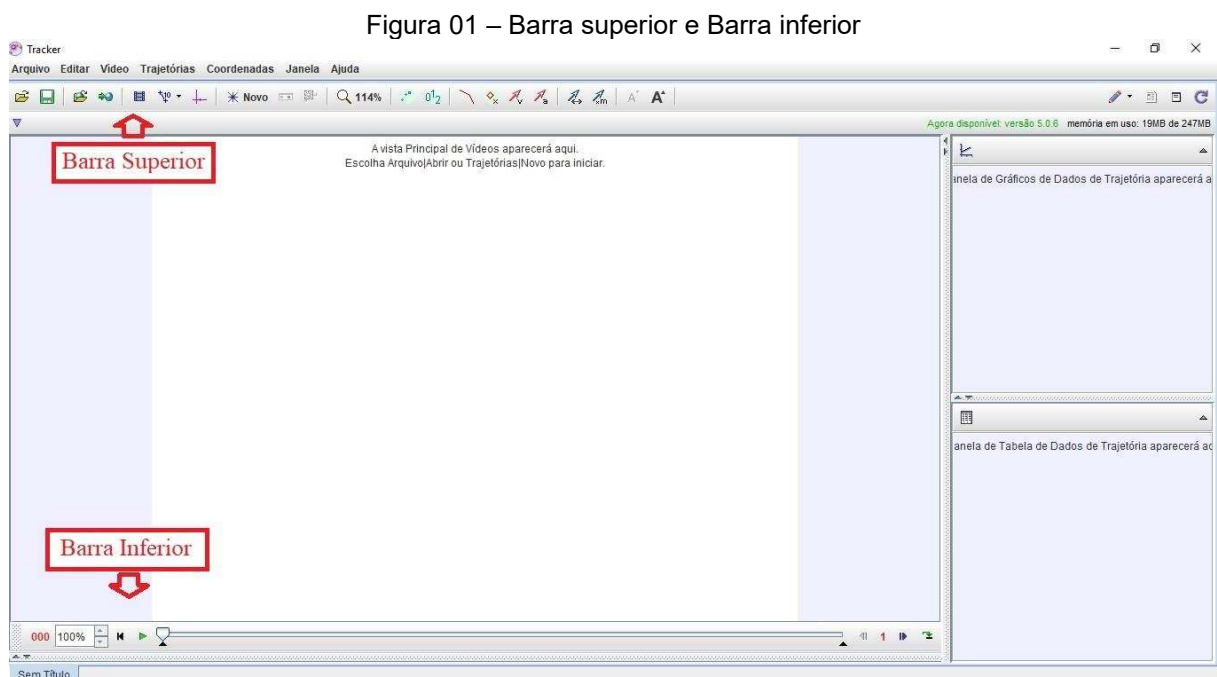 Figura 01 – Barra superior e Barra inferior
Tracker
Arquivo Editar Video Trajetórias Coordenadas Janela Ajuda
Novo 114%
Agora disponível: versão 5.0.6 memória em uso: 19MB de 247MB
Barra Superior
A vista Principal de Vídeos aparecerá aqui.
Escolha Arquivo|Abrir ou Trajetórias|Novo para iniciar.
anela de Gráficos de Dados de Trajetória aparecerá a
anela de Tabela de Dados de Trajetória aparecerá aq
Barra Inferior
000 100% 1
Sem Título